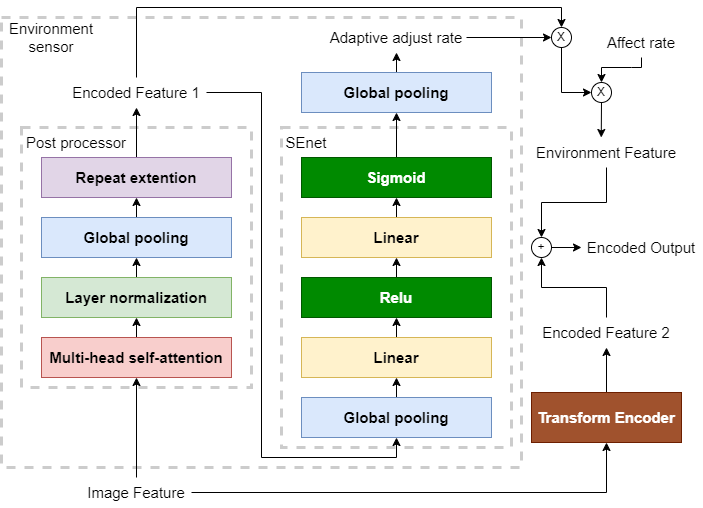 Environment
sensor
Encoded Feature 1
Post processor
Repeat extention
Global pooling
Layer normalization
Multi-head self-attention
Image Feature
Adaptive adjust rate
Global pooling
SEnet
Sigmoid
Linear
Relu
Linear
Global pooling
X
Affect rate
X
Environment Feature
+
Encoded Output
Encoded Feature 2
Transform Encoder